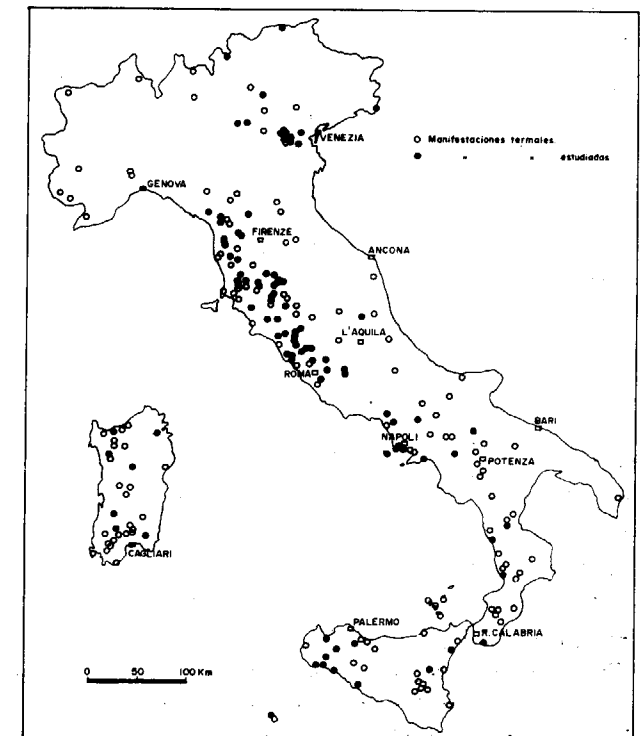 VENEZIA
○ Manifestaciones termales
● " " estudiadas
GENOVA
FIRENZE
ANCONA
L'AQUILA
ROMA
NAPOLI
BARI
POTENZA
CAGLIARI
PALERMO
R. CALABRIA
0 50 100 Km